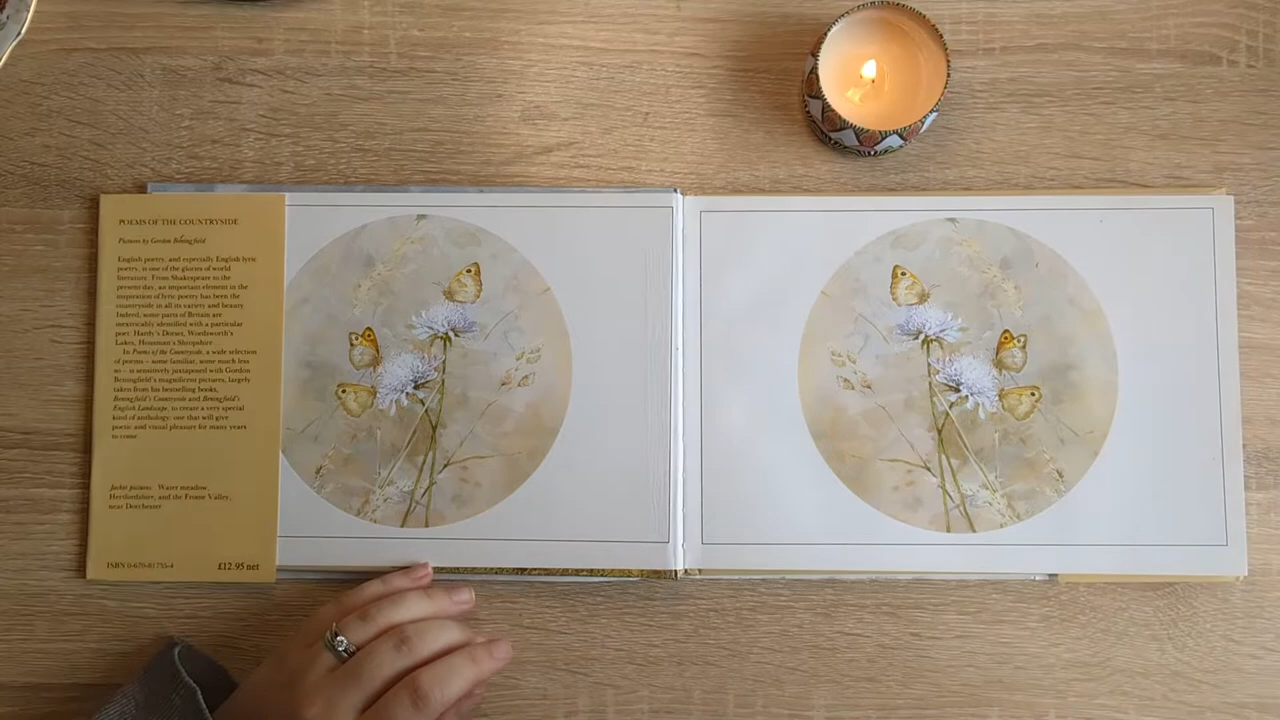 POEMS OF THE COUNTRYSIDE
Pictures by Gordon Beningfield
English poetry, and especially English lyric
poetry, is one of the glories of world
literature. From Shakespeare to the
present day, an important element in the
inspiration of lyric poetry has been the
countryside in all its variety and beauty.
Indeed, some parts of Britain are
inextricably identified with a particular
poet: Hardy's Dorset, Wordsworth's
Lakes, Housman's Shropshire . . .
In Poems of the Countryside, a wide selection
of poems – some familiar, some much less
so – is sensitively juxtaposed with Gordon
Beningfield's magnificent pictures, largely
taken from his bestselling books,
Beningfield's Countryside and Beningfield's
English Landscape, to create a very special
kind of anthology: one that will give
poetic and visual pleasure for many years
to come.
Jacket pictures: Water meadow,
Hertfordshire, and the Frome Valley,
near Dorchester
ISBN 0-670-81755-4 £12.95 net